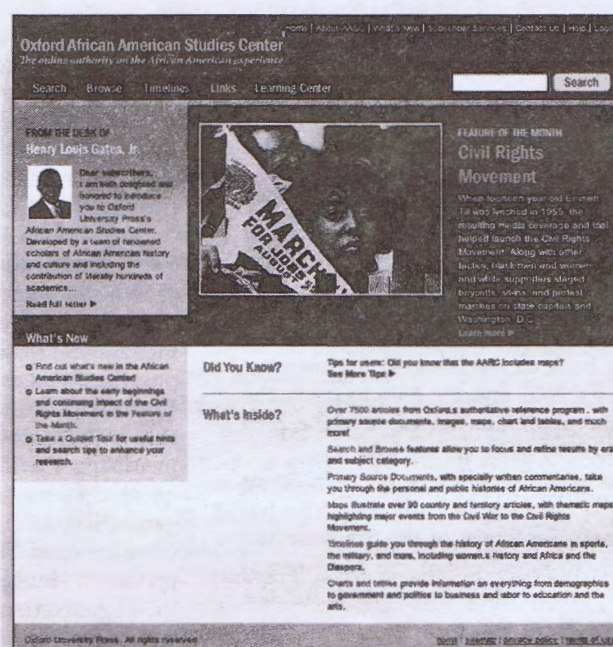 Home | About AASC | What's New | Subscriber Services | Contact Us | Help | Login
Oxford African American Studies Center
The online authority on the African American experience
Search Browse Timelines Links Learning Center
Search
FROM THE DESK OF
Henry Louis Gates, Jr.
Dear subscribers,
I am both delighted and
honored to introduce
you to Oxford
University Press's
African American Studies Center.
Developed by a team of renowned
scholars of African American history
and culture and including the
contribution of literally hundreds of
academics...
Read full letter
MARCH
FOR JOBS
AUGUST
FEATURE OF THE MONTH
Civil Rights
Movement
When fourteen year old Emmett
Till was lynched in 1955, the
resulting media coverage and trial
helped launch the Civil Rights
Movement. Along with other
black men and women
and white supporters staged
boycotts, sit-ins, and protest
marches on state capitols and
Washington, D.C.
Learn more
What's New
Find out what's new in the African
American Studies Center!
Learn about the early beginnings
and continuing impact of the Civil
Rights Movement in the Feature of
the Month.
Take a Guided Tour for useful hints
and search tips to enhance your
research.
Did You Know?
Tips for users: Did you know that the AARC includes maps?
See More Tips
What's Inside?
Over 7500 articles from Oxford.s authoritative reference program, with
primary source documents, images, maps, chart and tables, and much
more!
Search and Browse features allow you to focus and refine results by era
and subject category.
Primary Source Documents, with specially written commentaries, take
you through the personal and public histories of African Americans.
Maps illustrate over 90 country and territory articles, with thematic maps
highlighting major events from the Civil War to the Civil Rights
Movement.
Timelines guide you through the history of African Americans in sports,
the military, and more, including women.s history and Africa and the
Diaspora.
Charts and tables provide information on everything from demographics
to government and politics to business and labor to education and the
arts.
Oxford University Press. All rights reserved
home | sitemap | privacy policy | terms of use